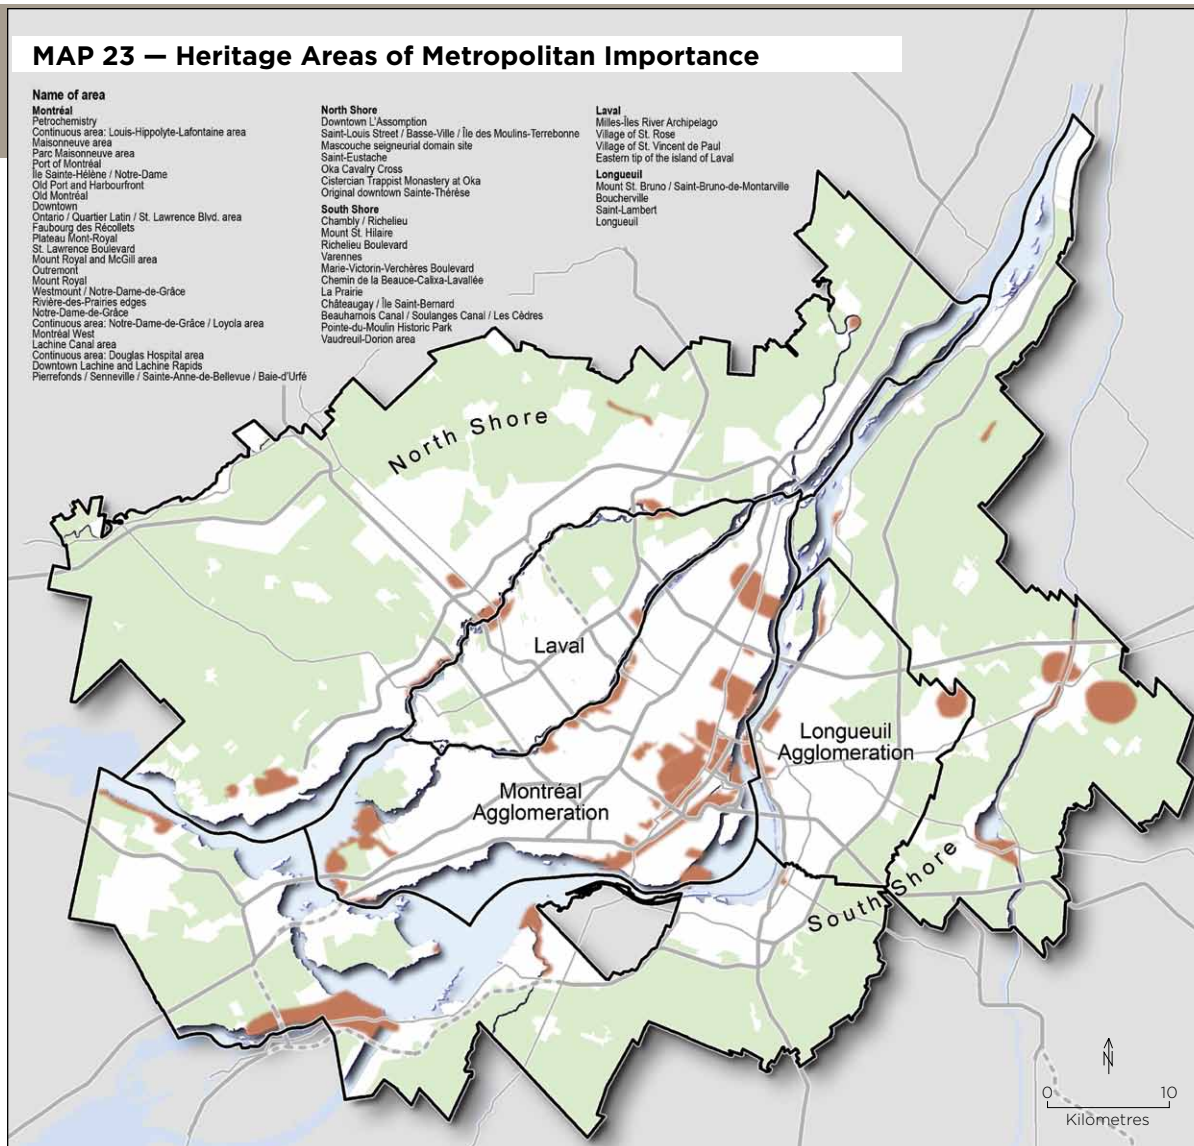 MAP 23 — Heritage Areas of Metropolitan Importance
Name of area
Montréal
Petrochemistry
Continuous area: Louis-Hippolyte-Lafontaine area
Maisonneuve area
Parc Maisonneuve area
Port of Montréal
Île Sainte-Hélène / Notre-Dame
Old Port and Harbourfront
Old Montréal
Downtown
Ontario / Quartier Latin / St. Lawrence Blvd. area
Faubourg des Récollets
Plateau Mont-Royal
St. Lawrence Boulevard
Mount Royal and McGill area
Outremont
Mount Royal
Westmount / Notre-Dame-de-Grâce
Rivière-des-Prairies edges
Notre-Dame-de-Grâce
Continuous area: Notre-Dame-de-Grâce / Loyola area
Montréal West
Lachine Canal area
Continuous area: Douglas Hospital area
Downtown Lachine and Lachine Rapids
Pierrefonds / Senneville / Sainte-Anne-de-Bellevue / Baie-d'Urfé
North Shore
Downtown L'Assomption
Saint-Louis Street / Basse-Ville / Île des Moulins-Terrebonne
Mascouche seigneurial domain site
Saint-Eustache
Oka Cavalry Cross
Cistercian Trappist Monastery at Oka
Original downtown Sainte-Thérèse
South Shore
Chambly / Richelieu
Mount St. Hilaire
Richelieu Boulevard
Varennes
Marie-Victorin-Verchères Boulevard
Chemin de la Beauce-Calixa-Lavallée
La Prairie
Châteaugay / Île Saint-Bernard
Beauharnois Canal / Soulanges Canal / Les Cèdres
Pointe-du-Moulin Historic Park
Vaudreuil-Dorion area
Laval
Milles-Îles River Archipelago
Village of St. Rose
Village of St. Vincent de Paul
Eastern tip of the island of Laval
Longueuil
Mount St. Bruno / Saint-Bruno-de-Montarville
Boucherville
Saint-Lambert
Longueuil
North Shore
Laval
Longueuil
Agglomeration
Montréal
Agglomeration
South Shore
N
0 10
Kilometres